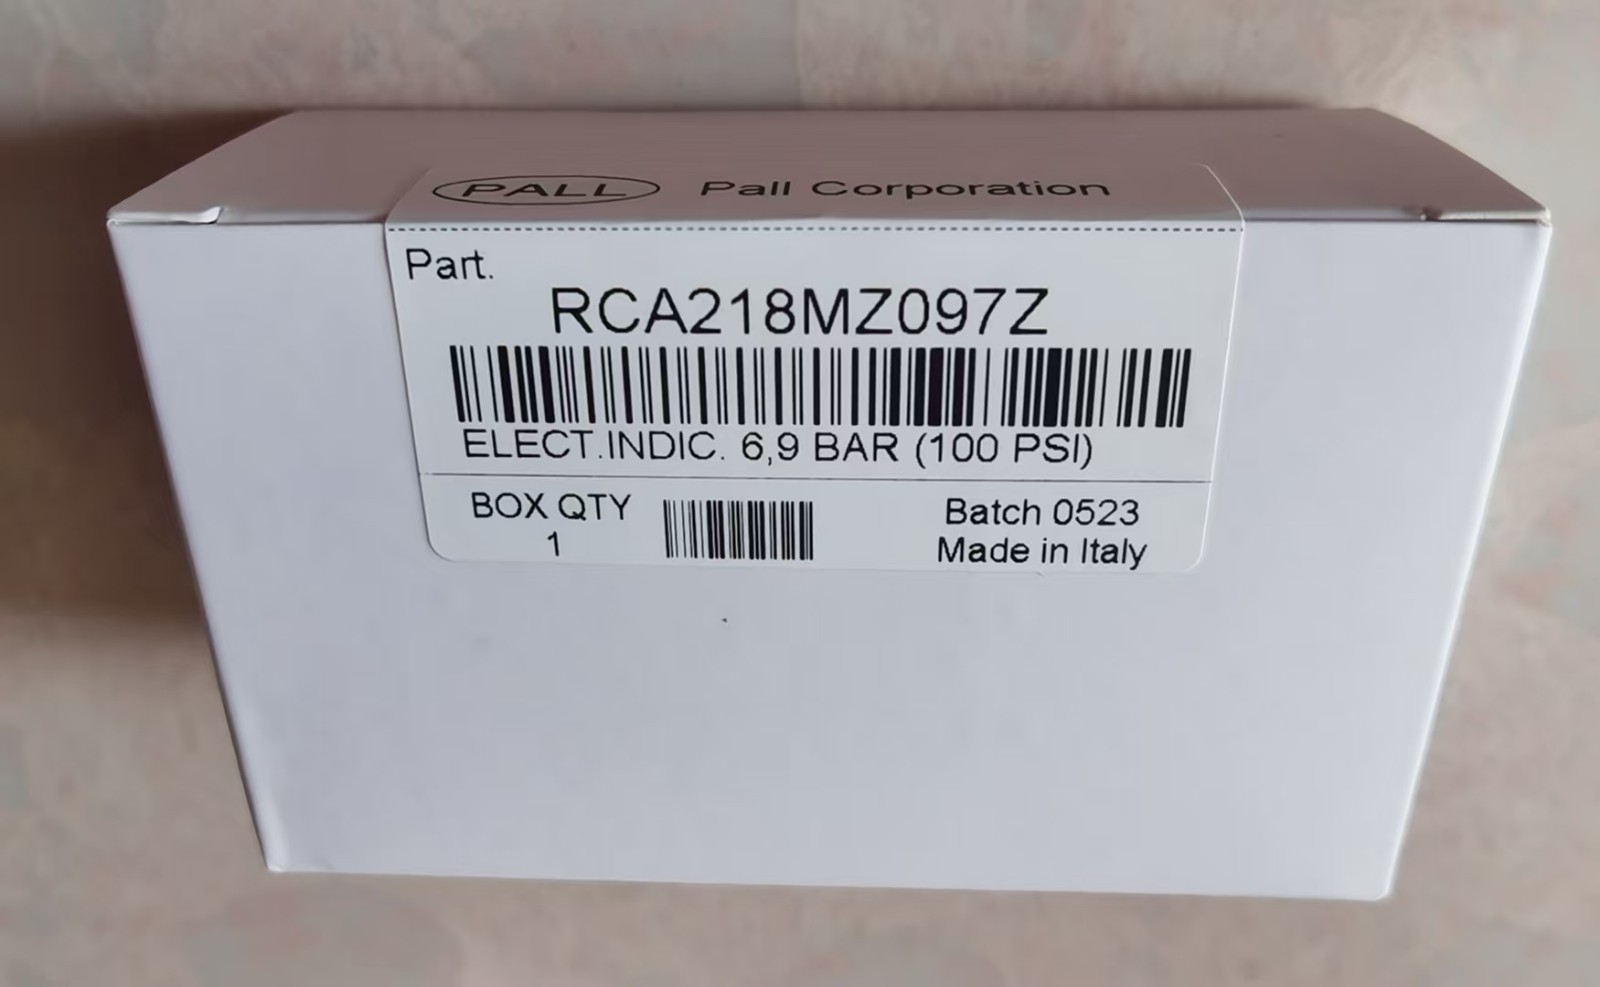 PALL Pall Corporation
Part.
RCA218MZ097Z
ELECT.INDIC. 6,9 BAR (100 PSI)
BOX QTY
1
Batch 0523
Made in Italy